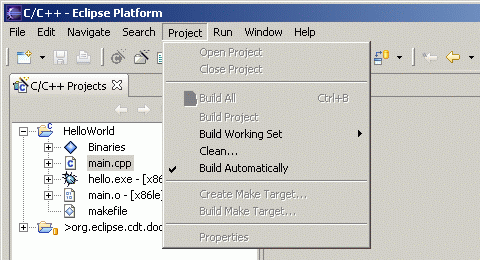 C/C++ - Eclipse Platform
File Edit Navigate Search Project Run Window Help
Open Project
Close Project
C/C++ Projects
Build All Ctrl+B
Build Project
HelloWorld
Build Working Set
Binaries
Clean...
main.cpp
Build Automatically
hello.exe - [x86
main.o - [x86le]
Create Make Target...
makefile
Build Make Target...
>org.eclipse.cdt.doc
Properties